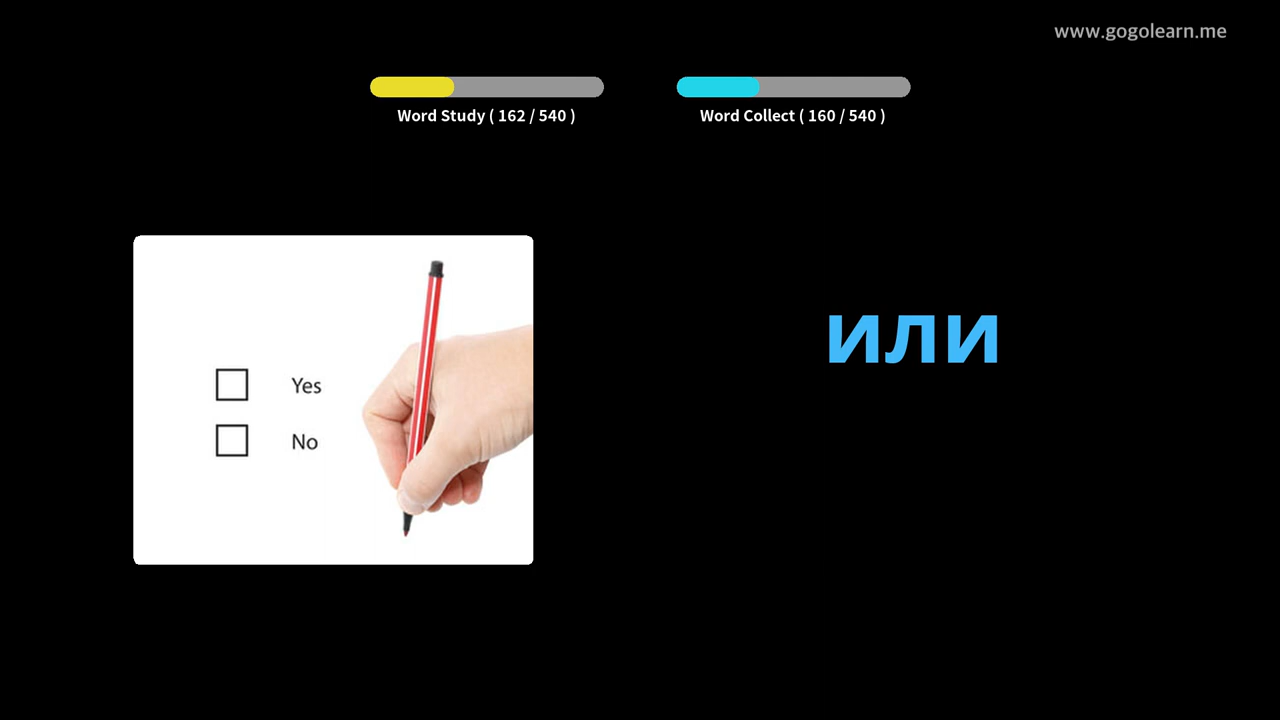 www.gogolearn.me
Word Study ( 162 / 540 )
Word Collect ( 160 / 540 )
или
Yes
No